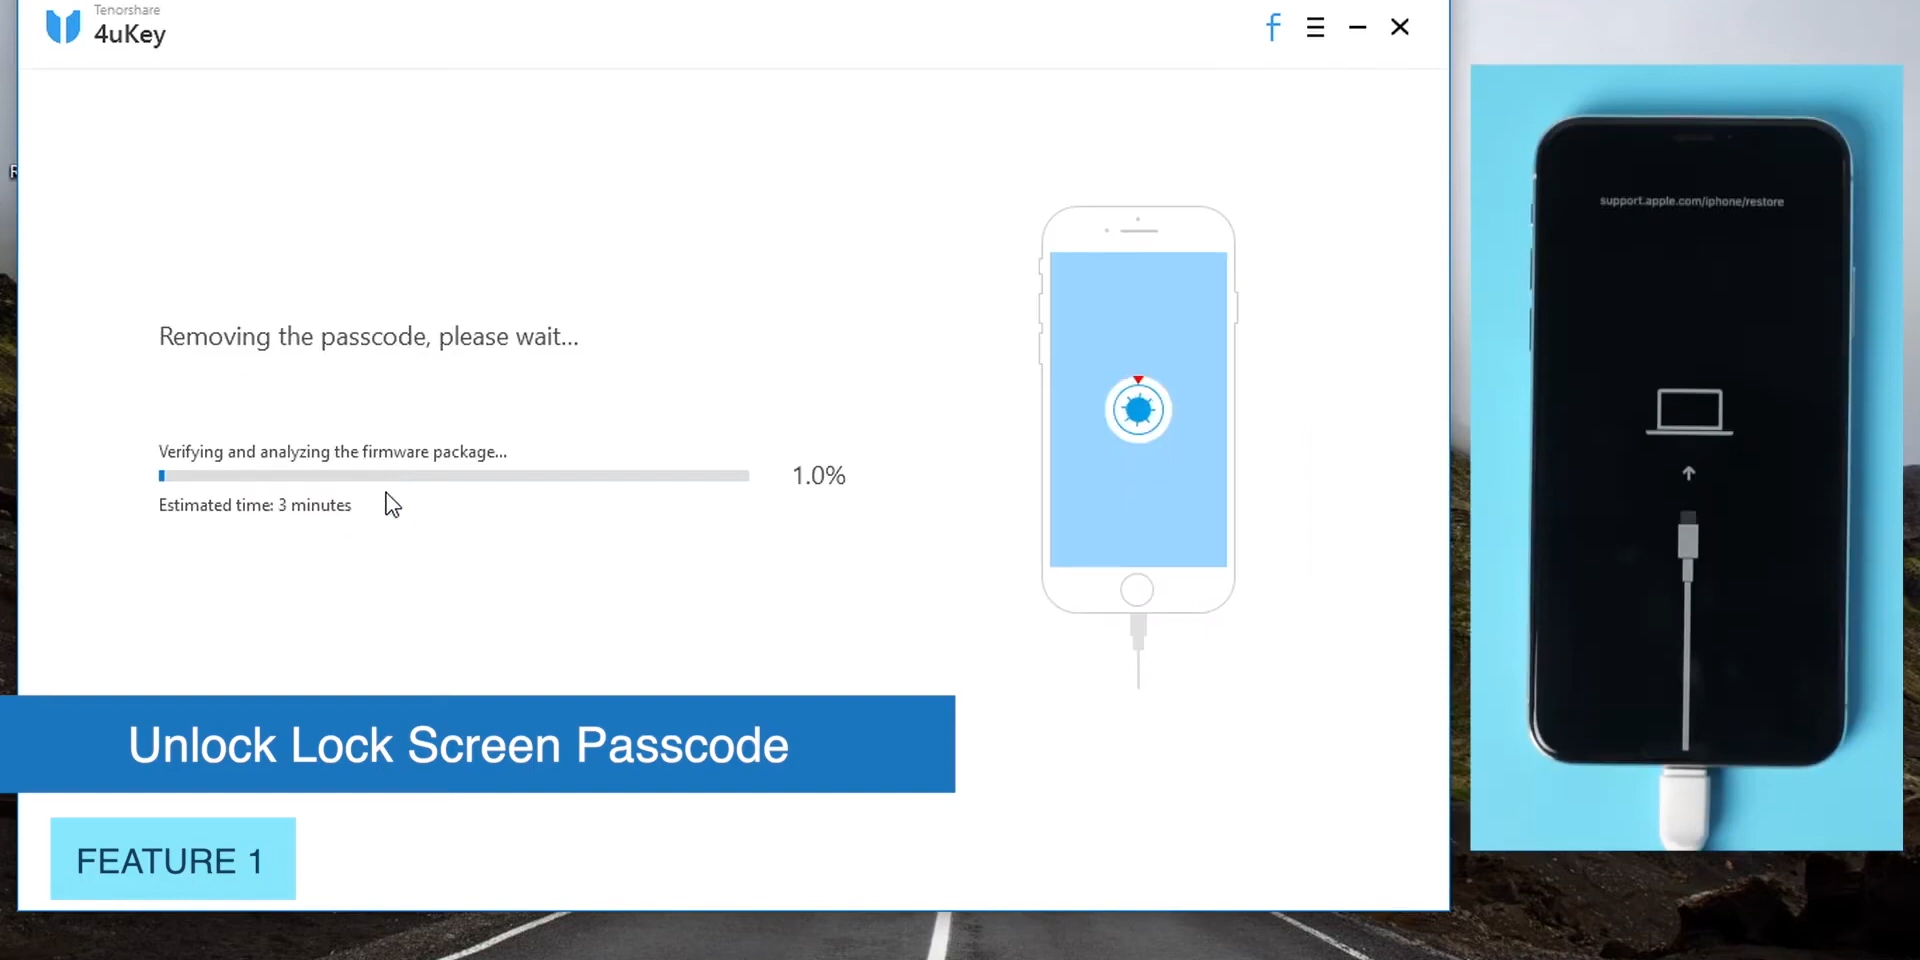 Tenorshare
4uKey
R
support.apple.com/iphone/restore
Removing the passcode, please wait...
Verifying and analyzing the firmware package...
1.0%
Estimated time: 3 minutes
Unlock Lock Screen Passcode
FEATURE 1